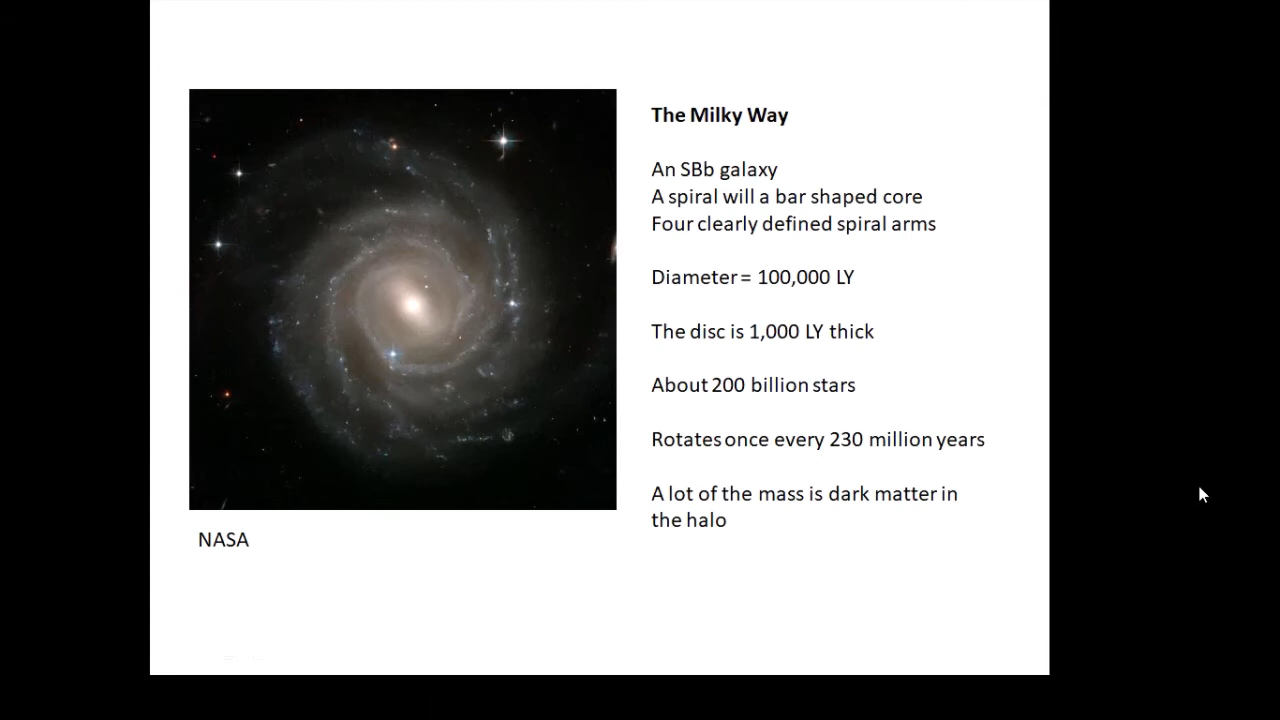 The Milky Way
An SBb galaxy
A spiral will a bar shaped core
Four clearly defined spiral arms
Diameter = 100,000 LY
The disc is 1,000 LY thick
About 200 billion stars
Rotates once every 230 million years
A lot of the mass is dark matter in
the halo
NASA